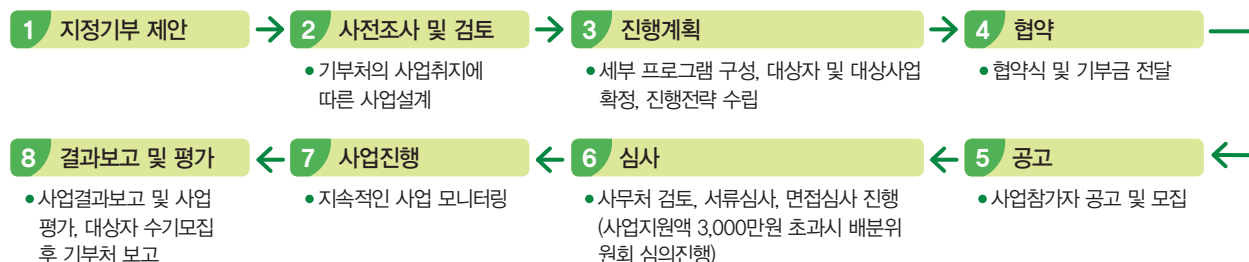 1 지정기부 제안
2 사전조사 및 검토
• 기부처의 사업취지에
따른 사업설계
3 진행계획
• 세부 프로그램 구성, 대상자 및 대상사업
확정, 진행전략 수립
4 협약
• 협약식 및 기부금 전달
5 공고
• 사업참가자 공고 및 모집
6 심사
• 사무처 검토, 서류심사, 면접심사 진행
(사업지원액 3,000만원 초과시 배분위
원회 심의진행)
7 사업진행
• 지속적인 사업 모니터링
8 결과보고 및 평가
• 사업결과보고 및 사업
평가, 대상자 수기모집
후 기부처 보고